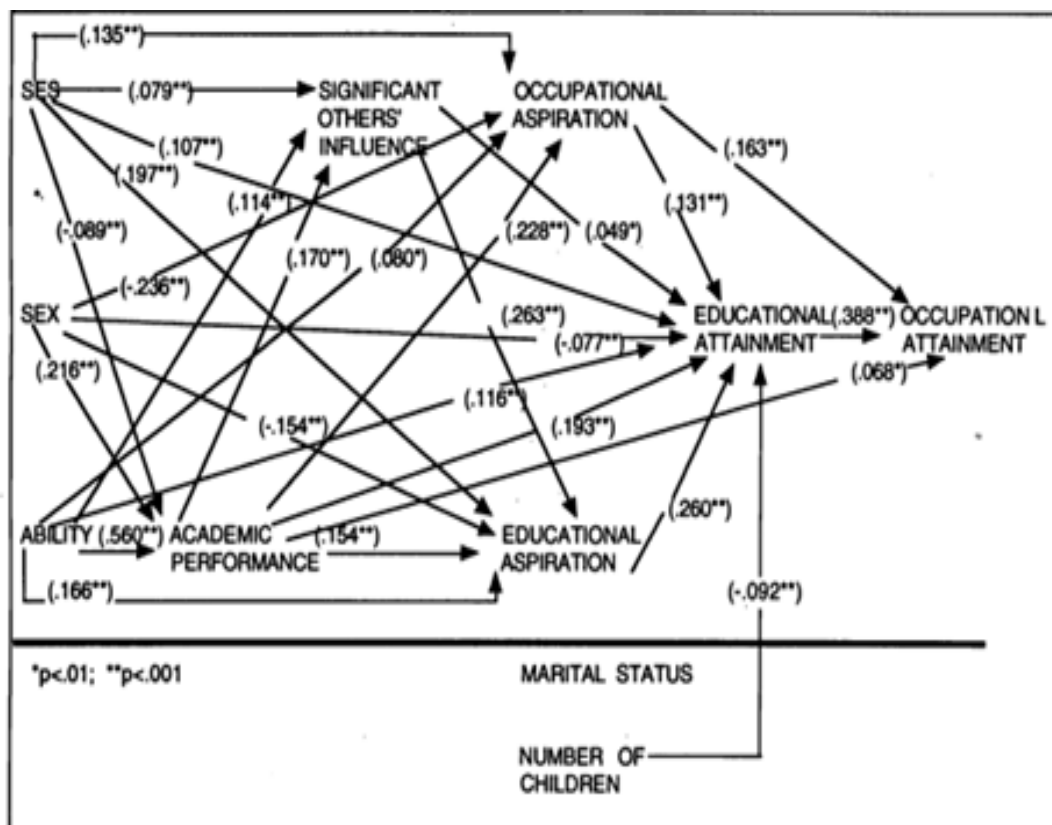 (.135**)
SES (.079**) SIGNIFICANT OCCUPATIONAL
OTHERS' ASPIRATION
INFLUENCE
(.107**) (.163**)
(.197**)
(.114**) (.131**)
(-.089**) (.228**) (.049*)
(.170**) (.080*)
(-.236**)
SEX (.263**) EDUCATIONAL (.388**) OCCUPATION L
(-.077**) ATTAINMENT ATTAINMENT
(.216**) (.068*)
(.116**)
(-.154**) (.193**)
(.260**)
ABILITY (.560**) ACADEMIC (.154**) EDUCATIONAL
PERFORMANCE ASPIRATION
(.166**) (-.092**)
*p<.01; **p<.001 MARITAL STATUS
NUMBER OF
CHILDREN